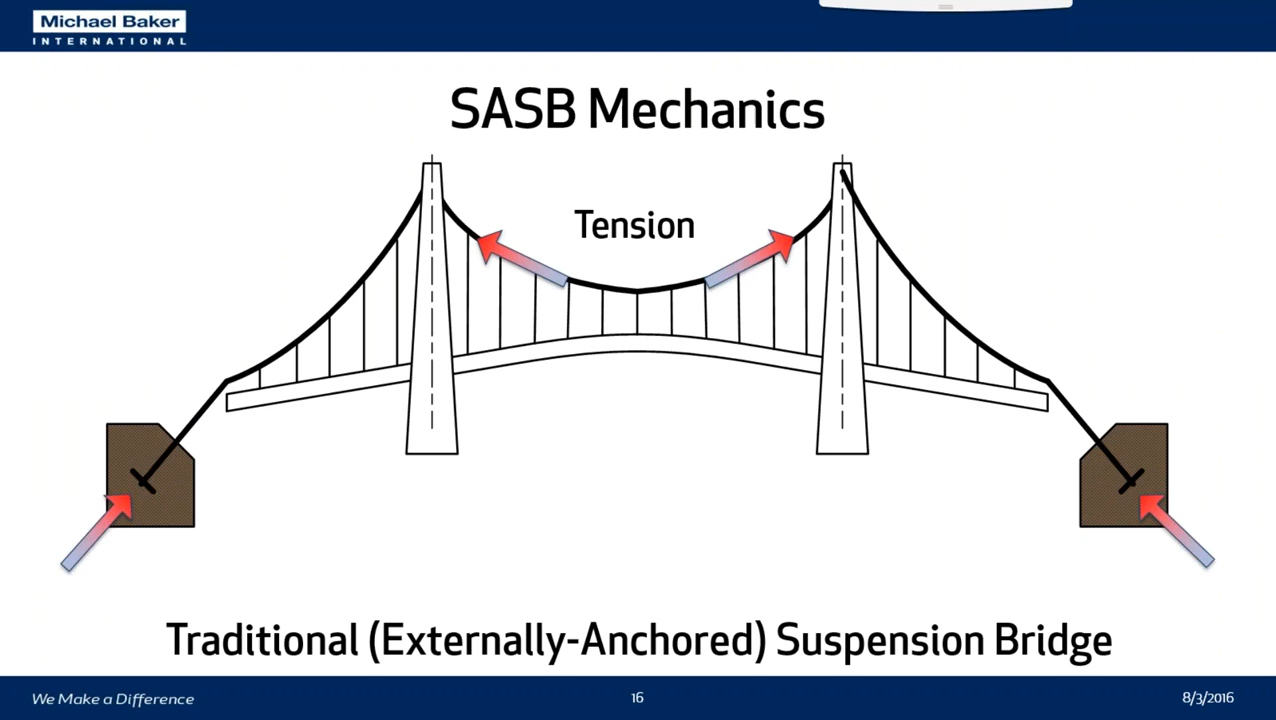 Michael Baker
INTERNATIONAL
SASB Mechanics
Tension
Traditional (Externally-Anchored) Suspension Bridge
We Make a Difference
16
8/3/2016